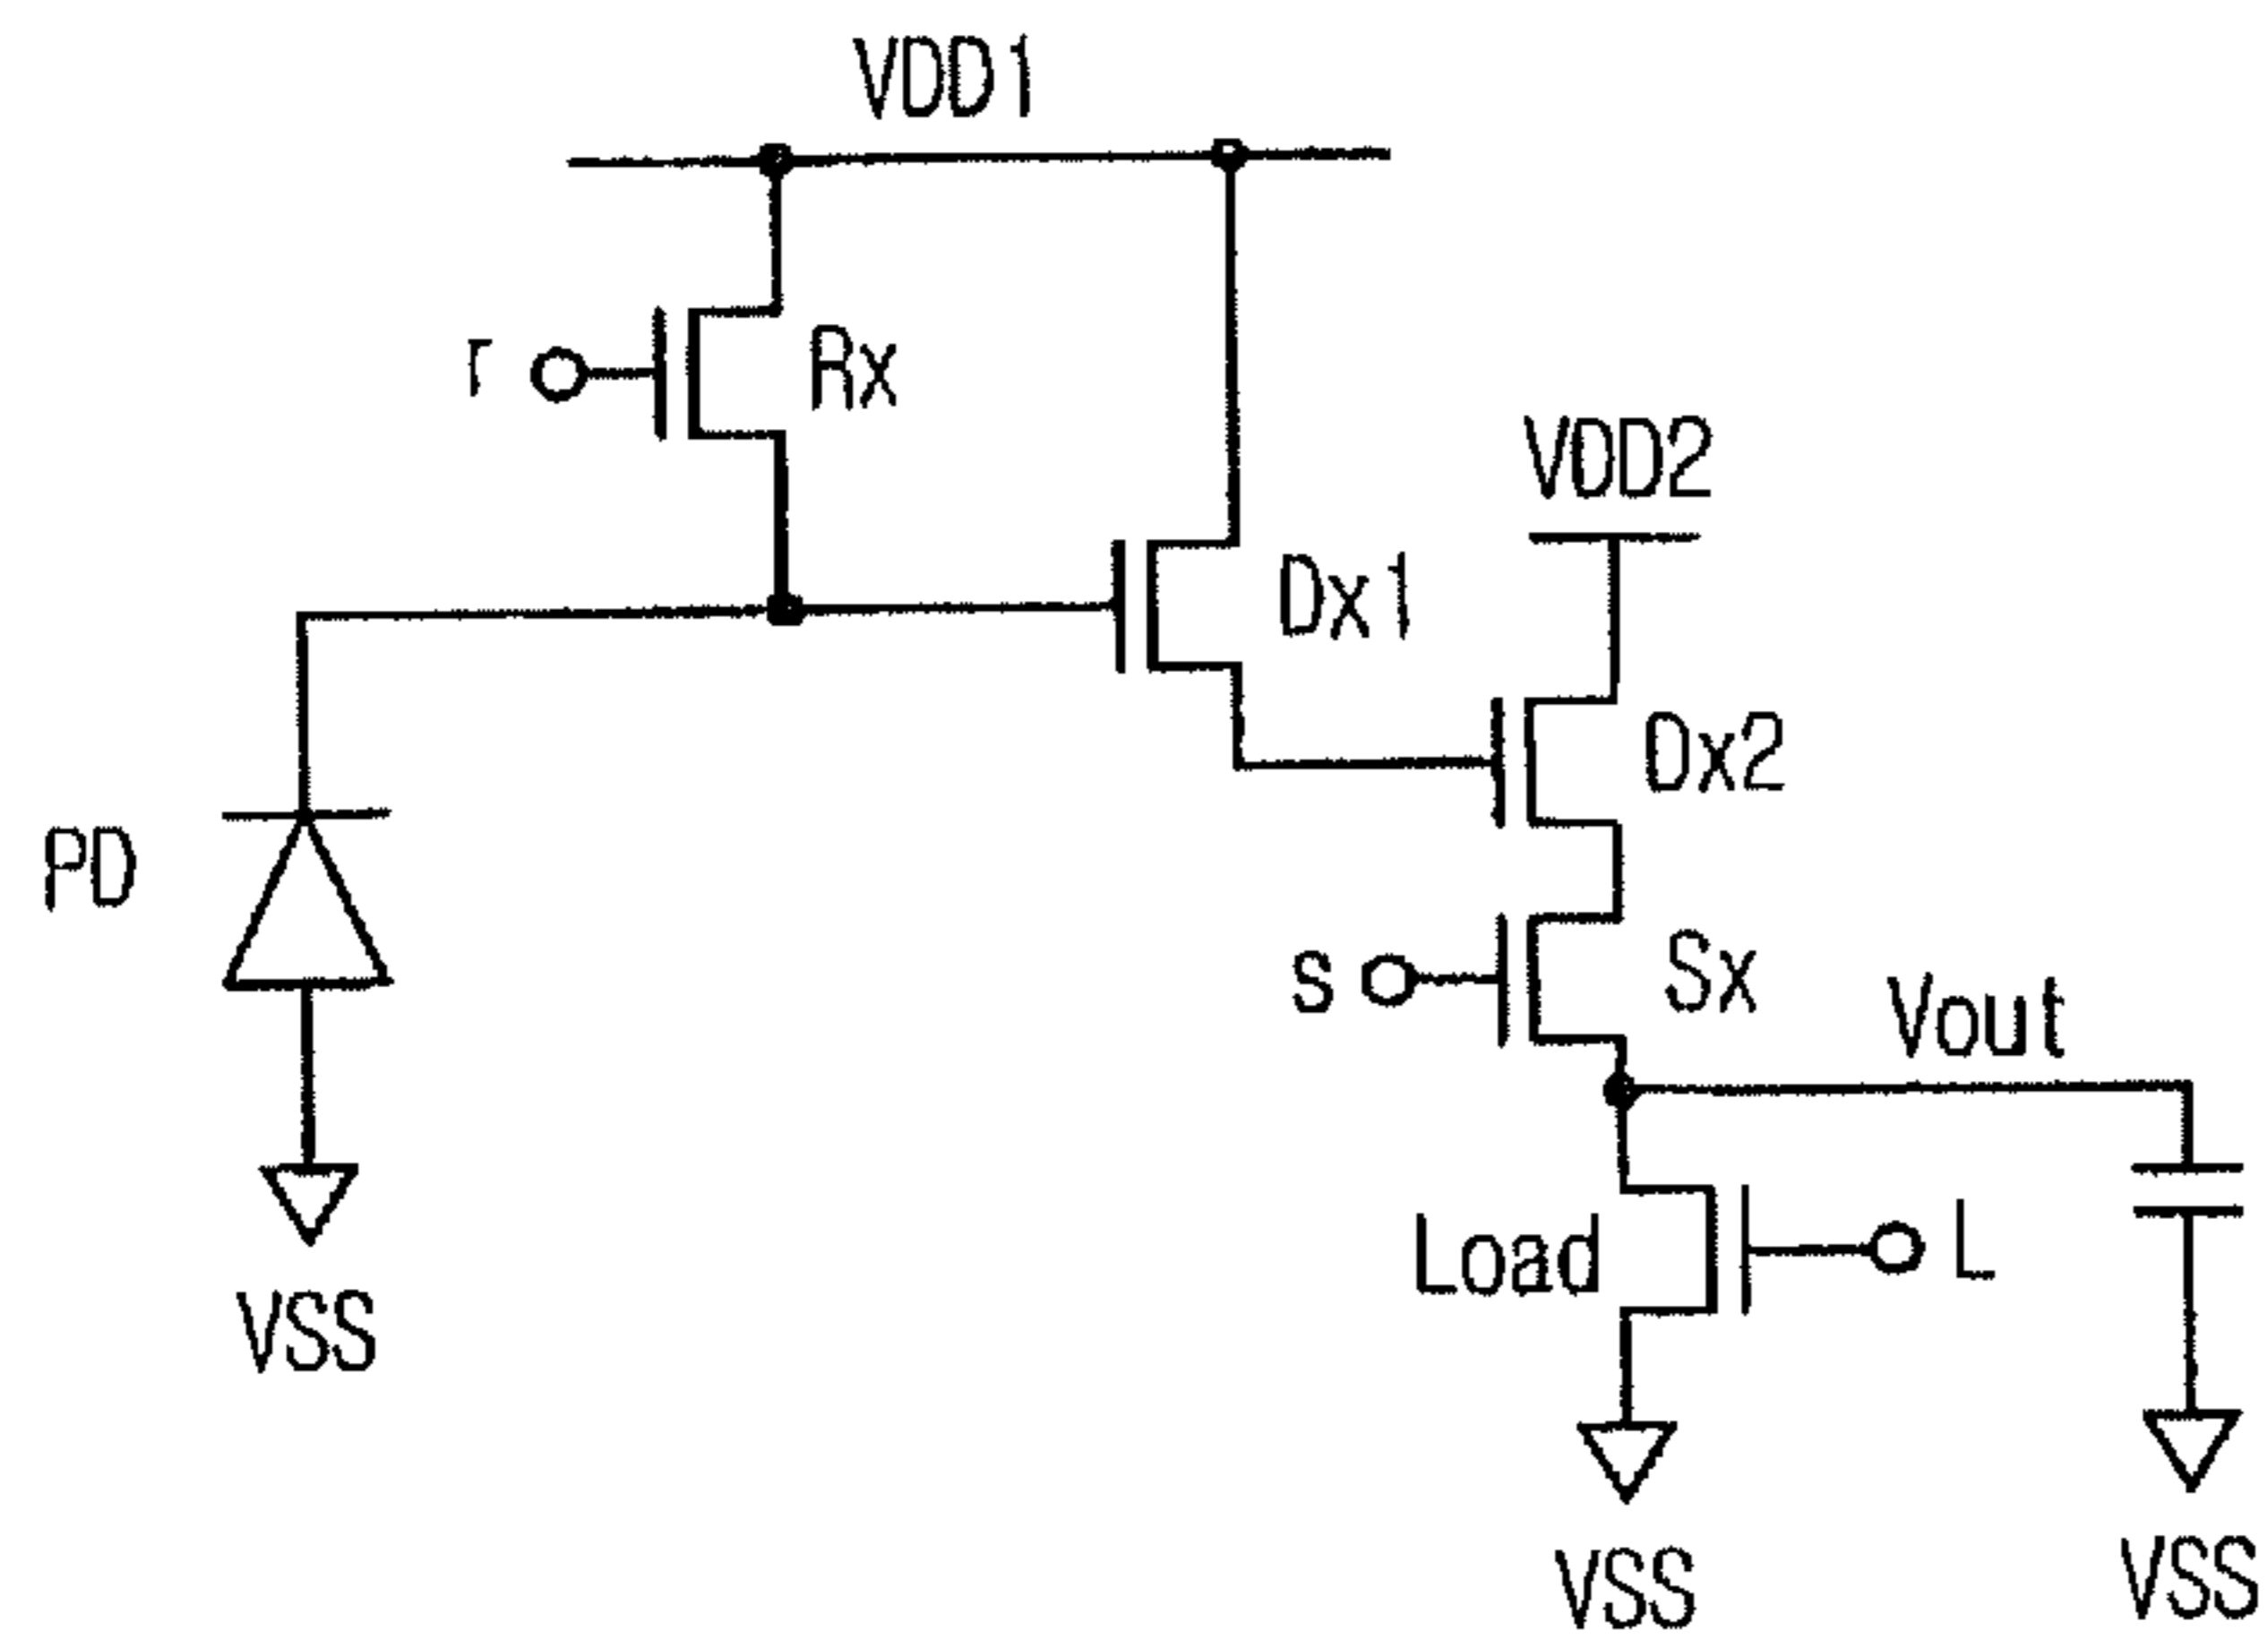 VDD1
r
Rx
VDD2
Dx1
Dx2
PD
s
Sx
Vout
Load
L
VSS
VSS
VSS